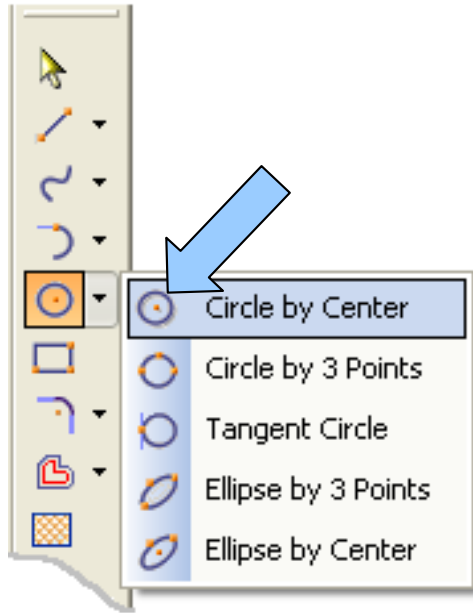 Circle by Center
Circle by 3 Points
Tangent Circle
Ellipse by 3 Points
Ellipse by Center